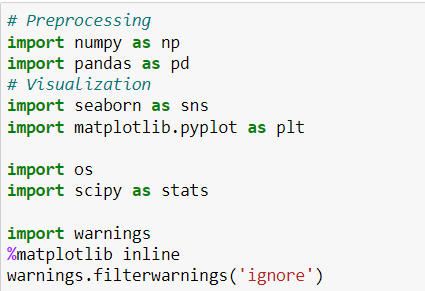 # Preprocessing
import numpy as np
import pandas as pd
# Visualization
import seaborn as sns
import matplotlib.pyplot as plt
import os
import scipy as stats
import warnings
%matplotlib inline
warnings.filterwarnings('ignore')